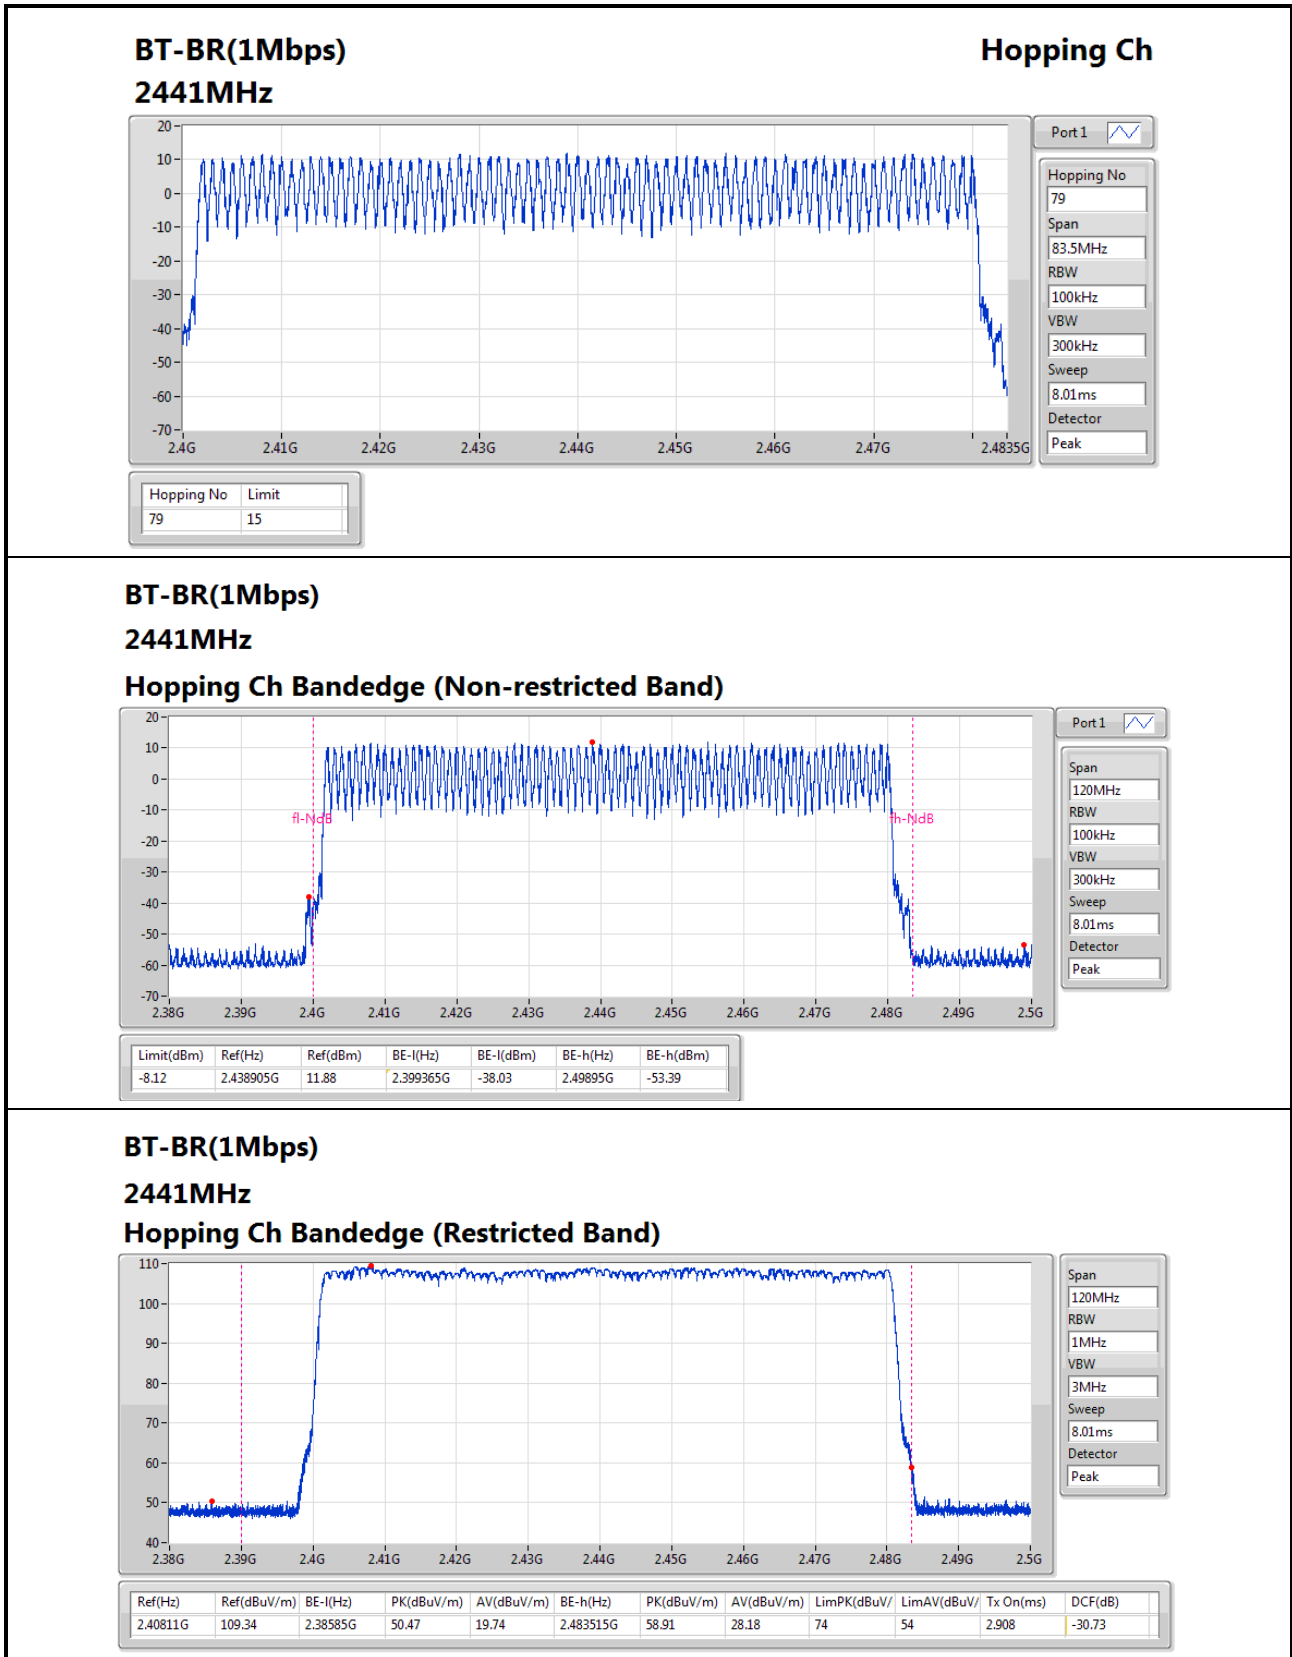 BT-BR(1Mbps)
Hopping Ch
2441MHz
20
10
0
-10
-20
-30
-40
-50
-60
-70
2.4G 2.41G 2.42G 2.43G 2.44G 2.45G 2.46G 2.47G 2.4835G
Port 1
Hopping No
79
Span
83.5MHz
RBW
100kHz
VBW
300kHz
Sweep
8.01ms
Detector
Peak
Hopping No Limit
79 15
BT-BR(1Mbps)
2441MHz
Hopping Ch Bandedge (Non-restricted Band)
20
10
0
-10
-20
-30
-40
-50
-60
-70
fl-NdB
fh-NdB
2.38G 2.39G 2.4G 2.41G 2.42G 2.43G 2.44G 2.45G 2.46G 2.47G 2.48G 2.49G 2.5G
Port 1
Span
120MHz
RBW
100kHz
VBW
300kHz
Sweep
8.01ms
Detector
Peak
Limit(dBm) Ref(Hz) Ref(dBm) BE-l(Hz) BE-l(dBm) BE-h(Hz) BE-h(dBm)
-8.12 2.438905G 11.88 2.399365G -38.03 2.49895G -53.39
BT-BR(1Mbps)
2441MHz
Hopping Ch Bandedge (Restricted Band)
110
100
90
80
70
60
50
40
2.38G 2.39G 2.4G 2.41G 2.42G 2.43G 2.44G 2.45G 2.46G 2.47G 2.48G 2.49G 2.5G
Span
120MHz
RBW
1MHz
VBW
3MHz
Sweep
8.01ms
Detector
Peak
Ref(Hz) Ref(dBuV/m) BE-l(Hz) PK(dBuV/m) AV(dBuV/m) BE-h(Hz) PK(dBuV/m) AV(dBuV/m) LimPK(dBuV/ LimAV(dBuV/ Tx On(ms) DCF(dB)
2.40811G 109.34 2.38585G 50.47 19.74 2.483515G 58.91 28.18 74 54 2.908 -30.73